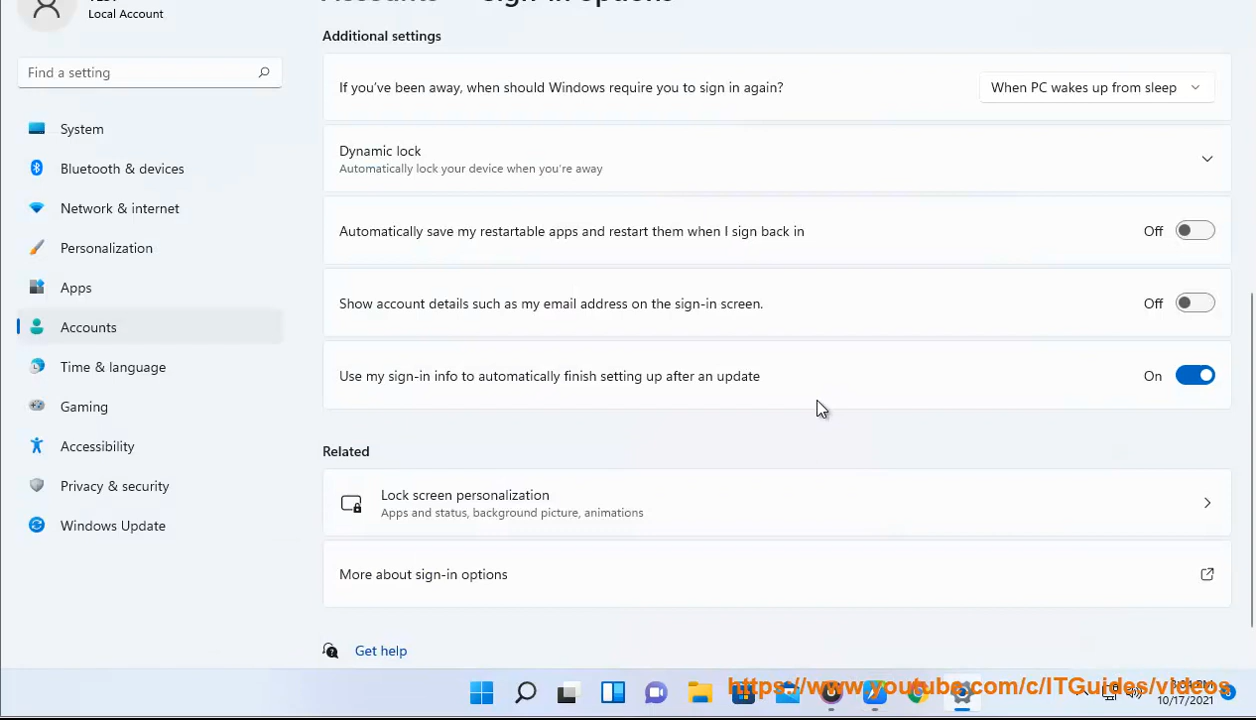 Local Account
Accounts
Sign-in options
Additional settings
Find a setting
If you've been away, when should Windows require you to sign in again?
When PC wakes up from sleep
System
Dynamic lock
Automatically lock your device when you're away
Bluetooth & devices
Network & internet
Automatically save my restartable apps and restart them when I sign back in
Off
Personalization
Apps
Show account details such as my email address on the sign-in screen.
Off
Accounts
Time & language
Use my sign-in info to automatically finish setting up after an update
On
Gaming
Accessibility
Related
Privacy & security
Lock screen personalization
Apps and status, background picture, animations
Windows Update
More about sign-in options
Get help
https://www.youtube.com/c/ITGuides/videos
10/17/2021